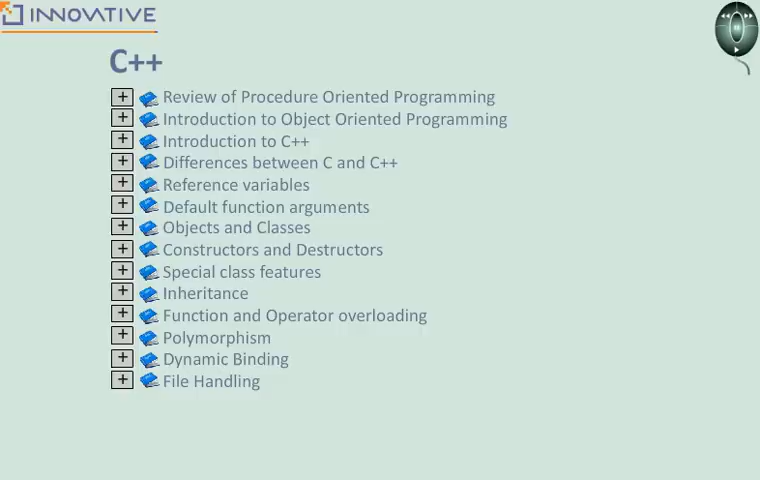 INNOVATIVE
C++
Review of Procedure Oriented Programming
Introduction to Object Oriented Programming
Introduction to C++
Differences between C and C++
Reference variables
Default function arguments
Objects and Classes
Constructors and Destructors
Special class features
Inheritance
Function and Operator overloading
Polymorphism
Dynamic Binding
File Handling